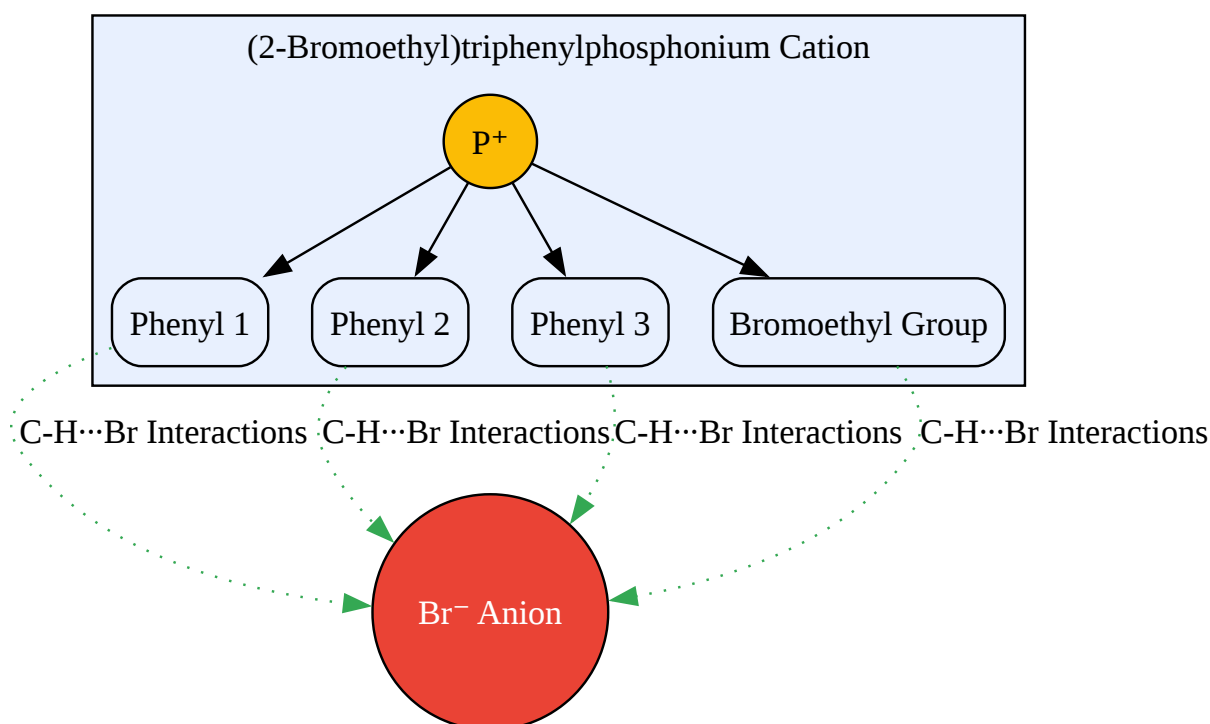 (2-Bromoethyl)triphenylphosphonium Cation
P⁺
Phenyl 1
Phenyl 2
Phenyl 3
Bromoethyl Group
C-H···Br Interactions
C-H···Br Interactions
C-H···Br Interactions
C-H···Br Interactions
Br⁻ Anion